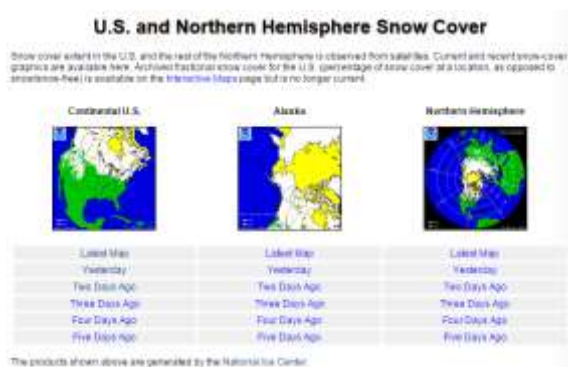 U.S. and Northern Hemisphere Snow Cover
Snow cover extent in the U.S. and the rest of the Northern Hemisphere is observed from satellites. Current and recent snow-cover
graphics are available here. Archived fractional snow cover for the U.S. (percentage of snow cover at a location, as opposed to
snow/snow-free) is available on the Interactive Maps page but is no longer current.
Continental U.S. Alaska Northern Hemisphere
Latest Map Latest Map Latest Map
Yesterday Yesterday Yesterday
Two Days Ago Two Days Ago Two Days Ago
Three Days Ago Three Days Ago Three Days Ago
Four Days Ago Four Days Ago Four Days Ago
Five Days Ago Five Days Ago Five Days Ago
The products shown above are generated by the National Ice Center.